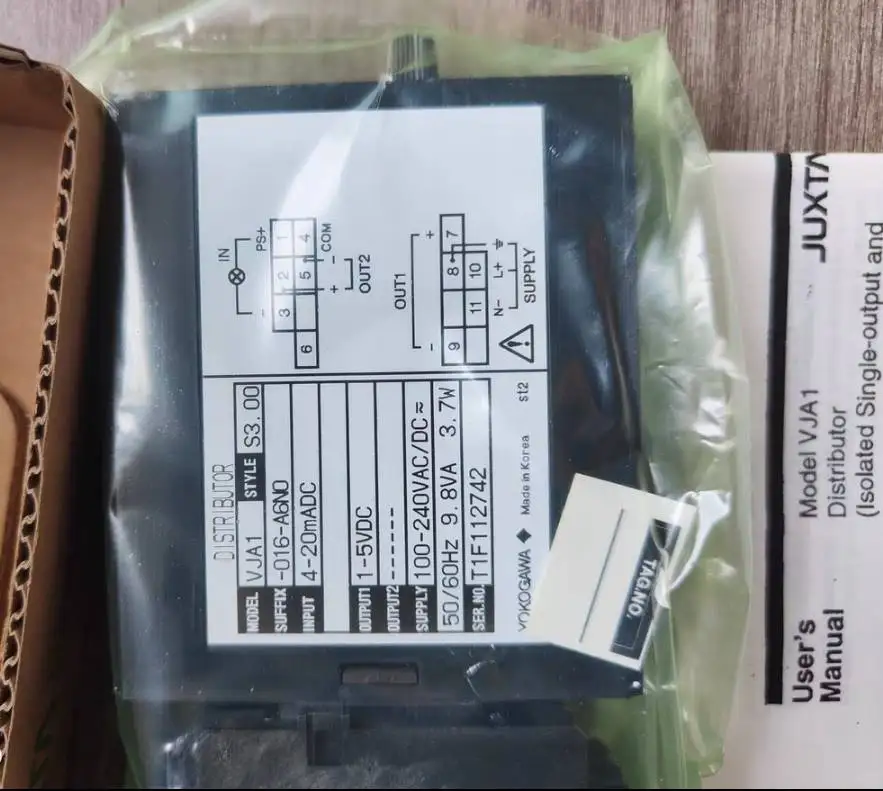 DISTRIBUTOR
MODEL VJA1 STYLE S3.00
SUFFIX -016-A6N0
INPUT 4-20mADC
OUTPUT1 1-5VDC
OUTPUT2 ------
SUPPLY 100-240VAC/DC≂
50/60Hz 9.8VA 3.7W
SER.NO. T1F112742
YOKOGAWA ◆ Made in Korea st2
IN
- PS+
3 2 1
6 5 4
+ - COM
OUT2
OUT1
- +
9 8 7
11 10
N- L+
SUPPLY
TAG NO.
User's
Manual
Model VJA1
Distributor
(Isolated Single-output and
JUXTA